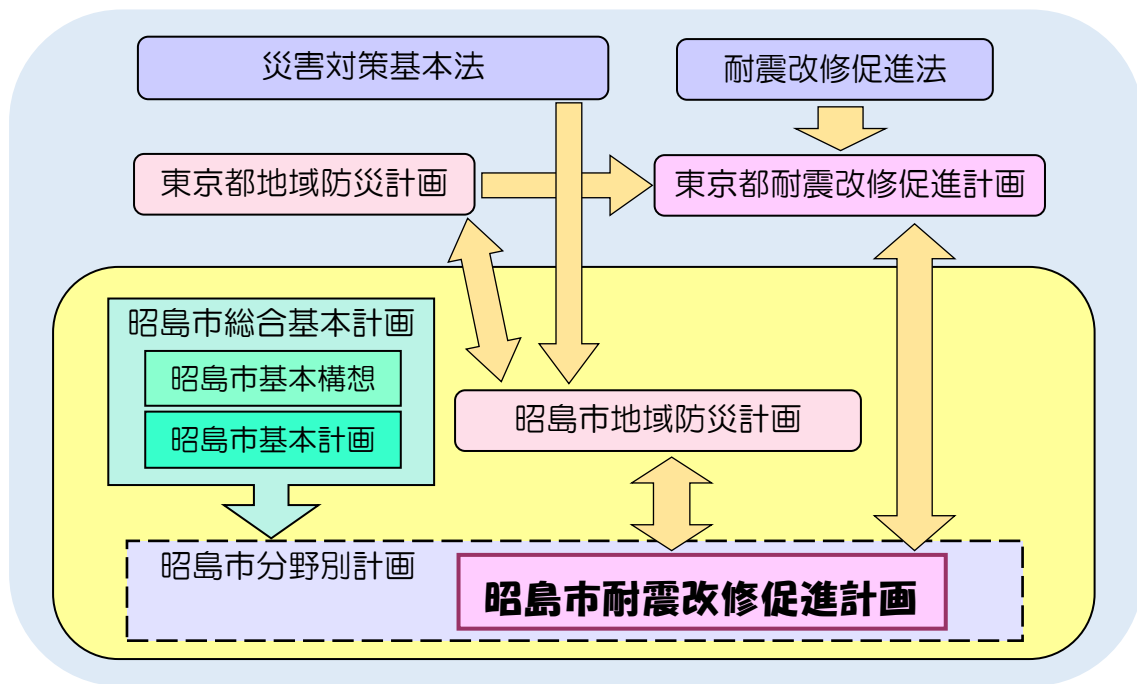 災害対策基本法
耐震改修促進法
東京都地域防災計画
東京都耐震改修促進計画
昭島市総合基本計画
昭島市基本構想
昭島市基本計画
昭島市地域防災計画
昭島市分野別計画
昭島市耐震改修促進計画